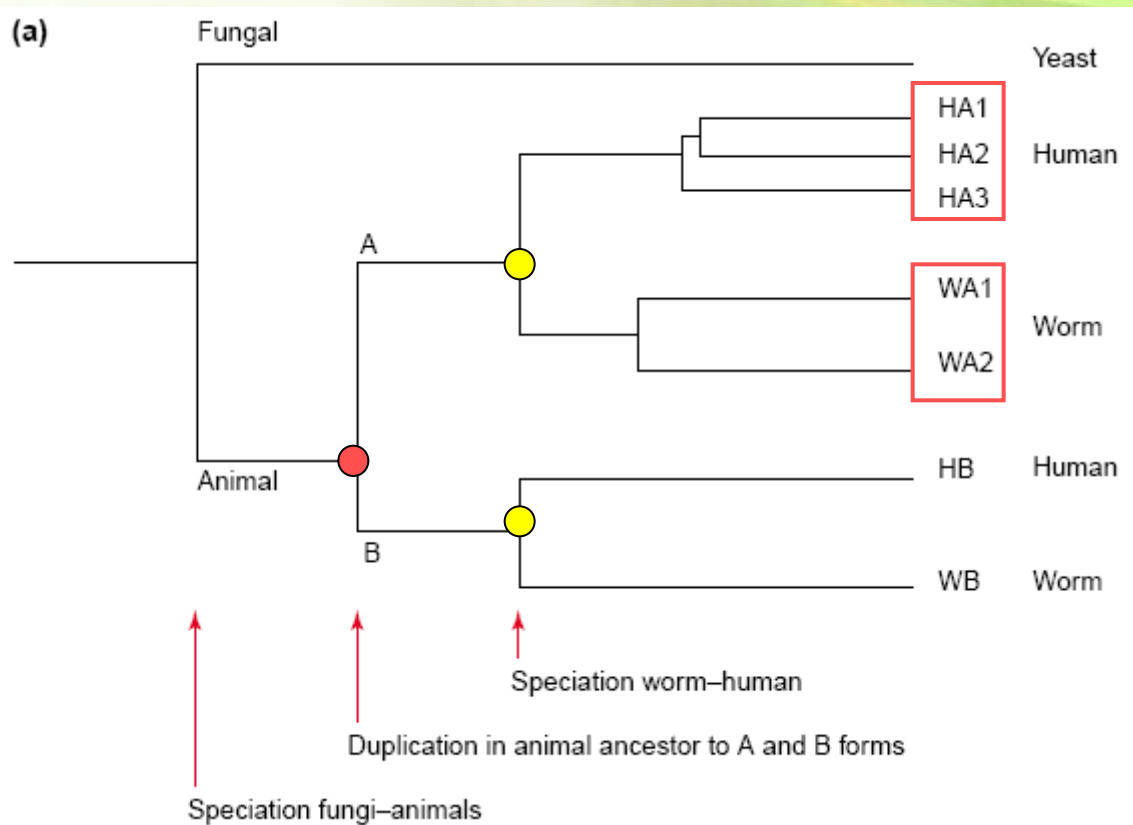 (a)
Fungal
Yeast
HA1
HA2
Human
HA3
A
WA1
Worm
WA2
Animal
HB
Human
B
WB
Worm
Speciation worm–human
Duplication in animal ancestor to A and B forms
Speciation fungi–animals